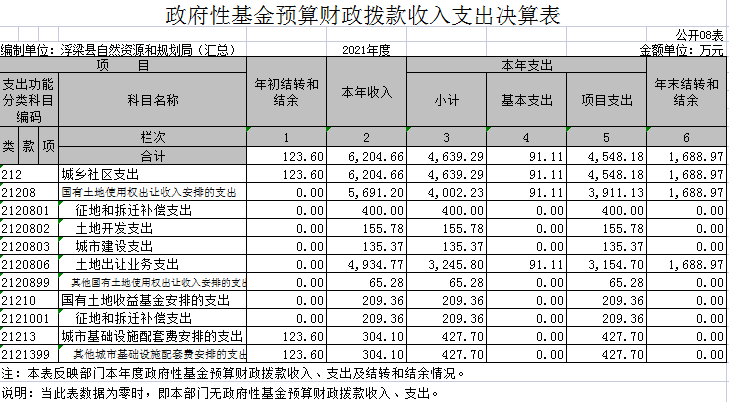 政府性基金预算财政拨款收入支出决算表
公开08表
编制单位：浮梁县自然资源和规划局（汇总） 2021年度 金额单位：万元
项 目 年初结转和结余 本年收入 本年支出 年末结转和结余
支出功能分类科目编码 科目名称 小计 基本支出 项目支出
类 款 项 栏次 1 2 3 4 5 6
合计 123.60 6,204.66 4,639.29 91.11 4,548.18 1,688.97
212 城乡社区支出 123.60 6,204.66 4,639.29 91.11 4,548.18 1,688.97
21208 国有土地使用权出让收入安排的支出 0.00 5,691.20 4,002.23 91.11 3,911.13 1,688.97
2120801 征地和拆迁补偿支出 0.00 400.00 400.00 0.00 400.00 0.00
2120802 土地开发支出 0.00 155.78 155.78 0.00 155.78 0.00
2120803 城市建设支出 0.00 135.37 135.37 0.00 135.37 0.00
2120806 土地出让业务支出 0.00 4,934.77 3,245.80 91.11 3,154.70 1,688.97
2120899 其他国有土地使用权出让收入安排的支出 0.00 65.28 65.28 0.00 65.28 0.00
21210 国有土地收益基金安排的支出 0.00 209.36 209.36 0.00 209.36 0.00
2121001 征地和拆迁补偿支出 0.00 209.36 209.36 0.00 209.36 0.00
21213 城市基础设施配套费安排的支出 123.60 304.10 427.70 0.00 427.70 0.00
2121399 其他城市基础设施配套费安排的支出 123.60 304.10 427.70 0.00 427.70 0.00
注：本表反映部门本年度政府性基金预算财政拨款收入、支出及结转和结余情况。
说明：当此表数据为零时，即本部门无政府性基金预算财政拨款收入、支出。